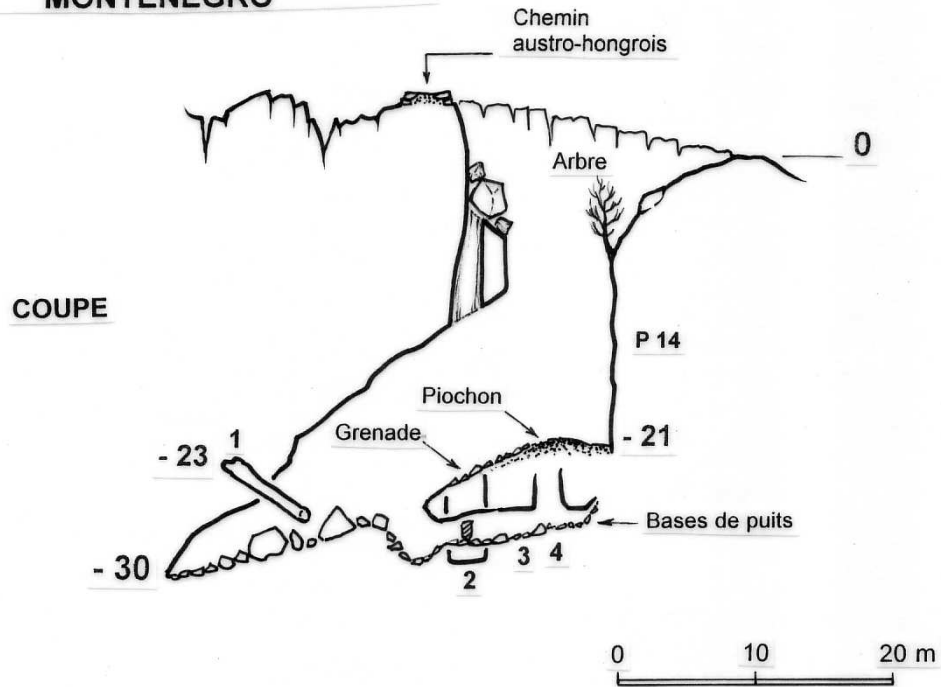 MONTENEGRO
Chemin
austro-hongrois
0
Arbre
COUPE
P 14
Piochon
Grenade
- 21
- 23
1
Bases de puits
- 30
2
3
4
0
10
20 m